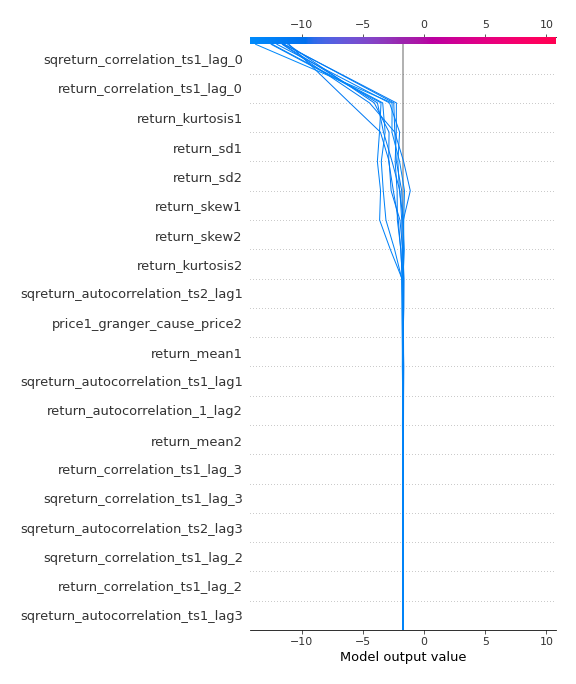 −10 −5 0 5 10
sqreturn_correlation_ts1_lag_0
return_correlation_ts1_lag_0
return_kurtosis1
return_sd1
return_sd2
return_skew1
return_skew2
return_kurtosis2
sqreturn_autocorrelation_ts2_lag1
price1_granger_cause_price2
return_mean1
sqreturn_autocorrelation_ts1_lag1
return_autocorrelation_1_lag2
return_mean2
return_correlation_ts1_lag_3
sqreturn_correlation_ts1_lag_3
sqreturn_autocorrelation_ts2_lag3
sqreturn_correlation_ts1_lag_2
return_correlation_ts1_lag_2
sqreturn_autocorrelation_ts1_lag3
−10 −5 0 5 10
Model output value